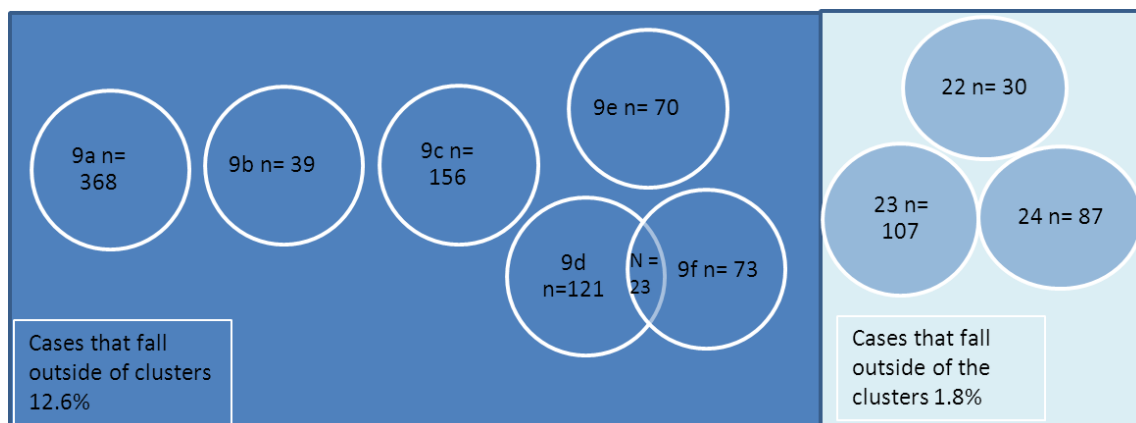 9a n=
368
9b n= 39
9c n=
156
9e n= 70
9d
n=121
N =
23
9f n= 73
Cases that fall
outside of clusters
12.6%
22 n= 30
23 n=
107
24 n= 87
Cases that fall
outside of the
clusters 1.8%